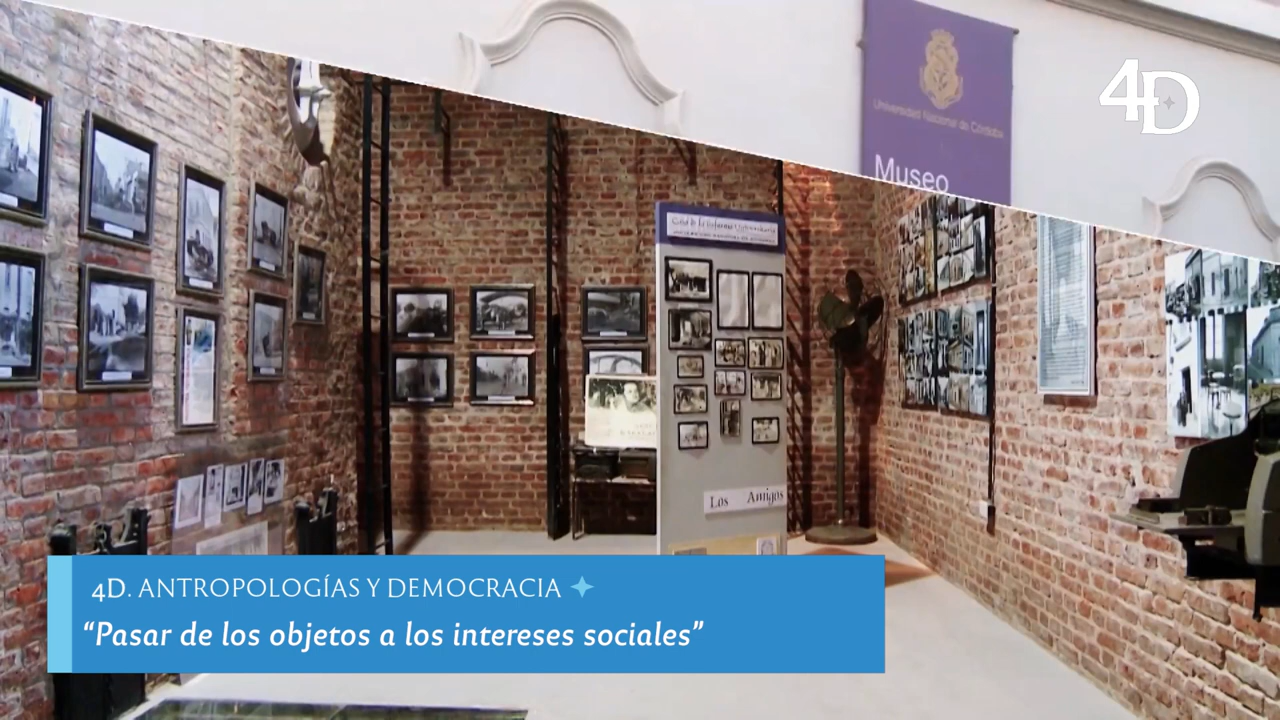 4D
Universidad Nacional de Córdoba
Museo
Los Amigos
4D. ANTROPOLOGÍAS Y DEMOCRACIA
“Pasar de los objetos a los intereses sociales”